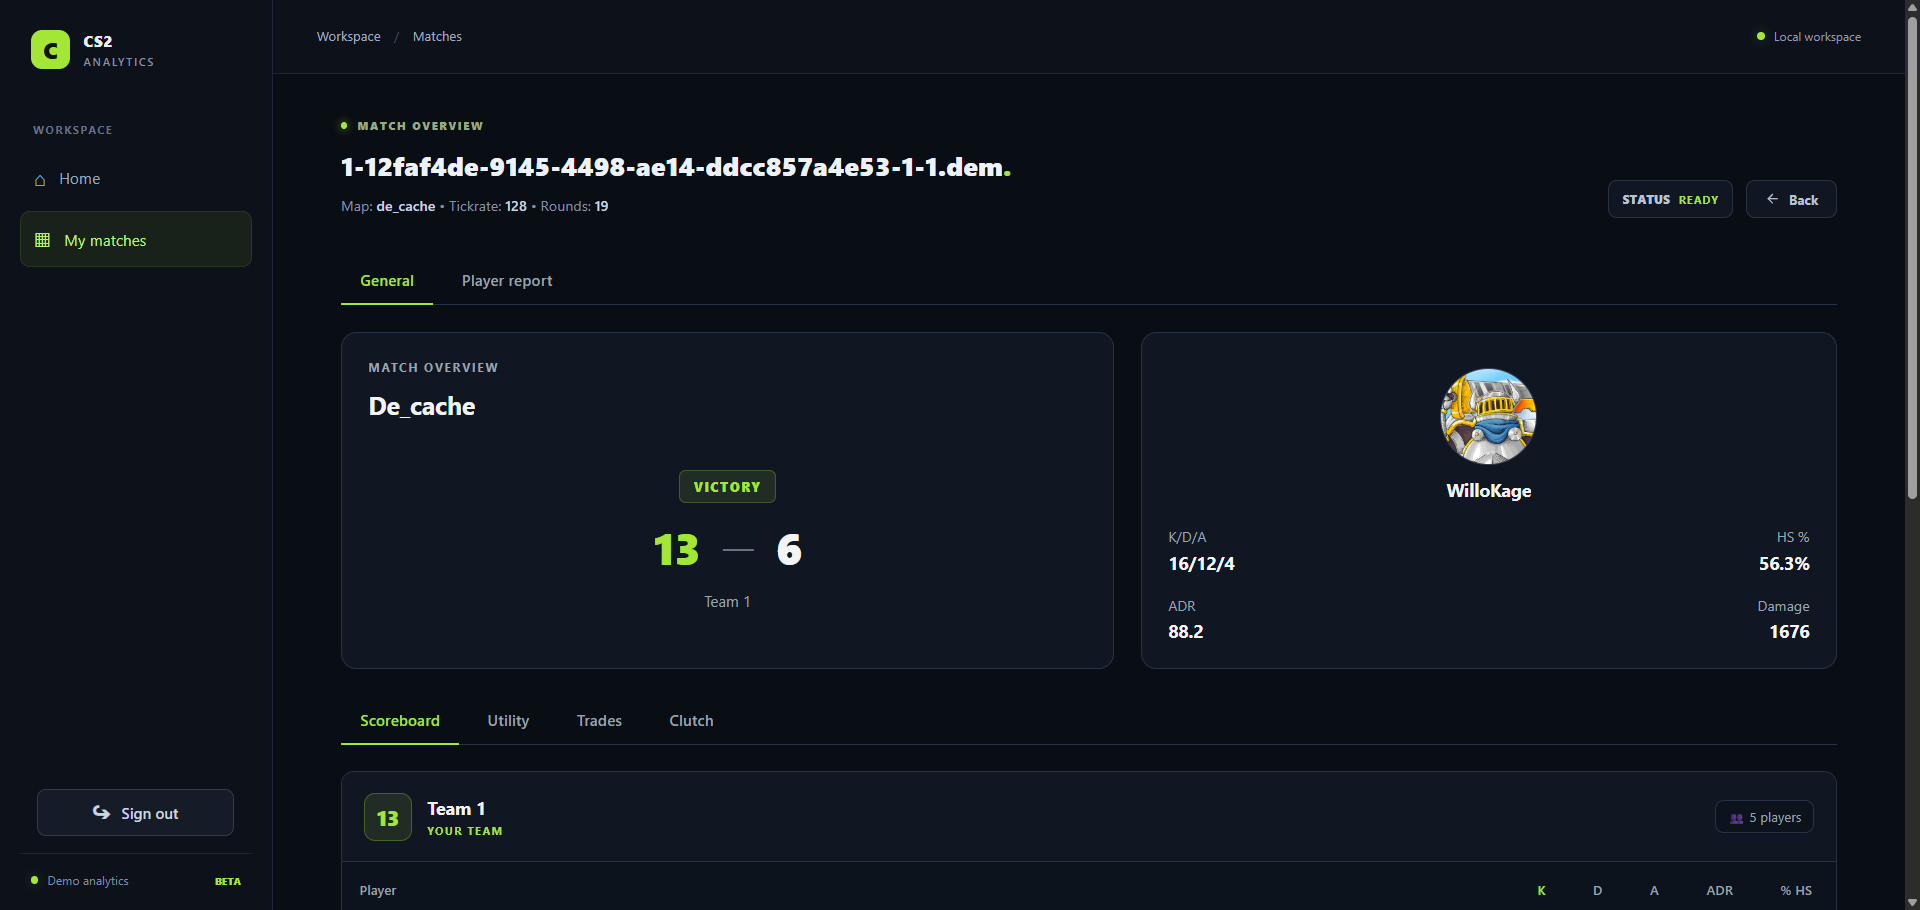 C
CS2
ANALYTICS
WORKSPACE
Home
My matches
Sign out
Demo analytics
BETA
Workspace / Matches
Local workspace
MATCH OVERVIEW
1-12faf4de-9145-4498-ae14-ddcc857a4e53-1-1.dem.
Map: de_cache • Tickrate: 128 • Rounds: 19
STATUS READY
← Back
General
Player report
MATCH OVERVIEW
De_cache
VICTORY
13 — 6
Team 1
WilloKage
K/D/A
HS %
16/12/4
56.3%
ADR
Damage
88.2
1676
Scoreboard
Utility
Trades
Clutch
13
Team 1
YOUR TEAM
5 players
Player
K
D
A
ADR
% HS